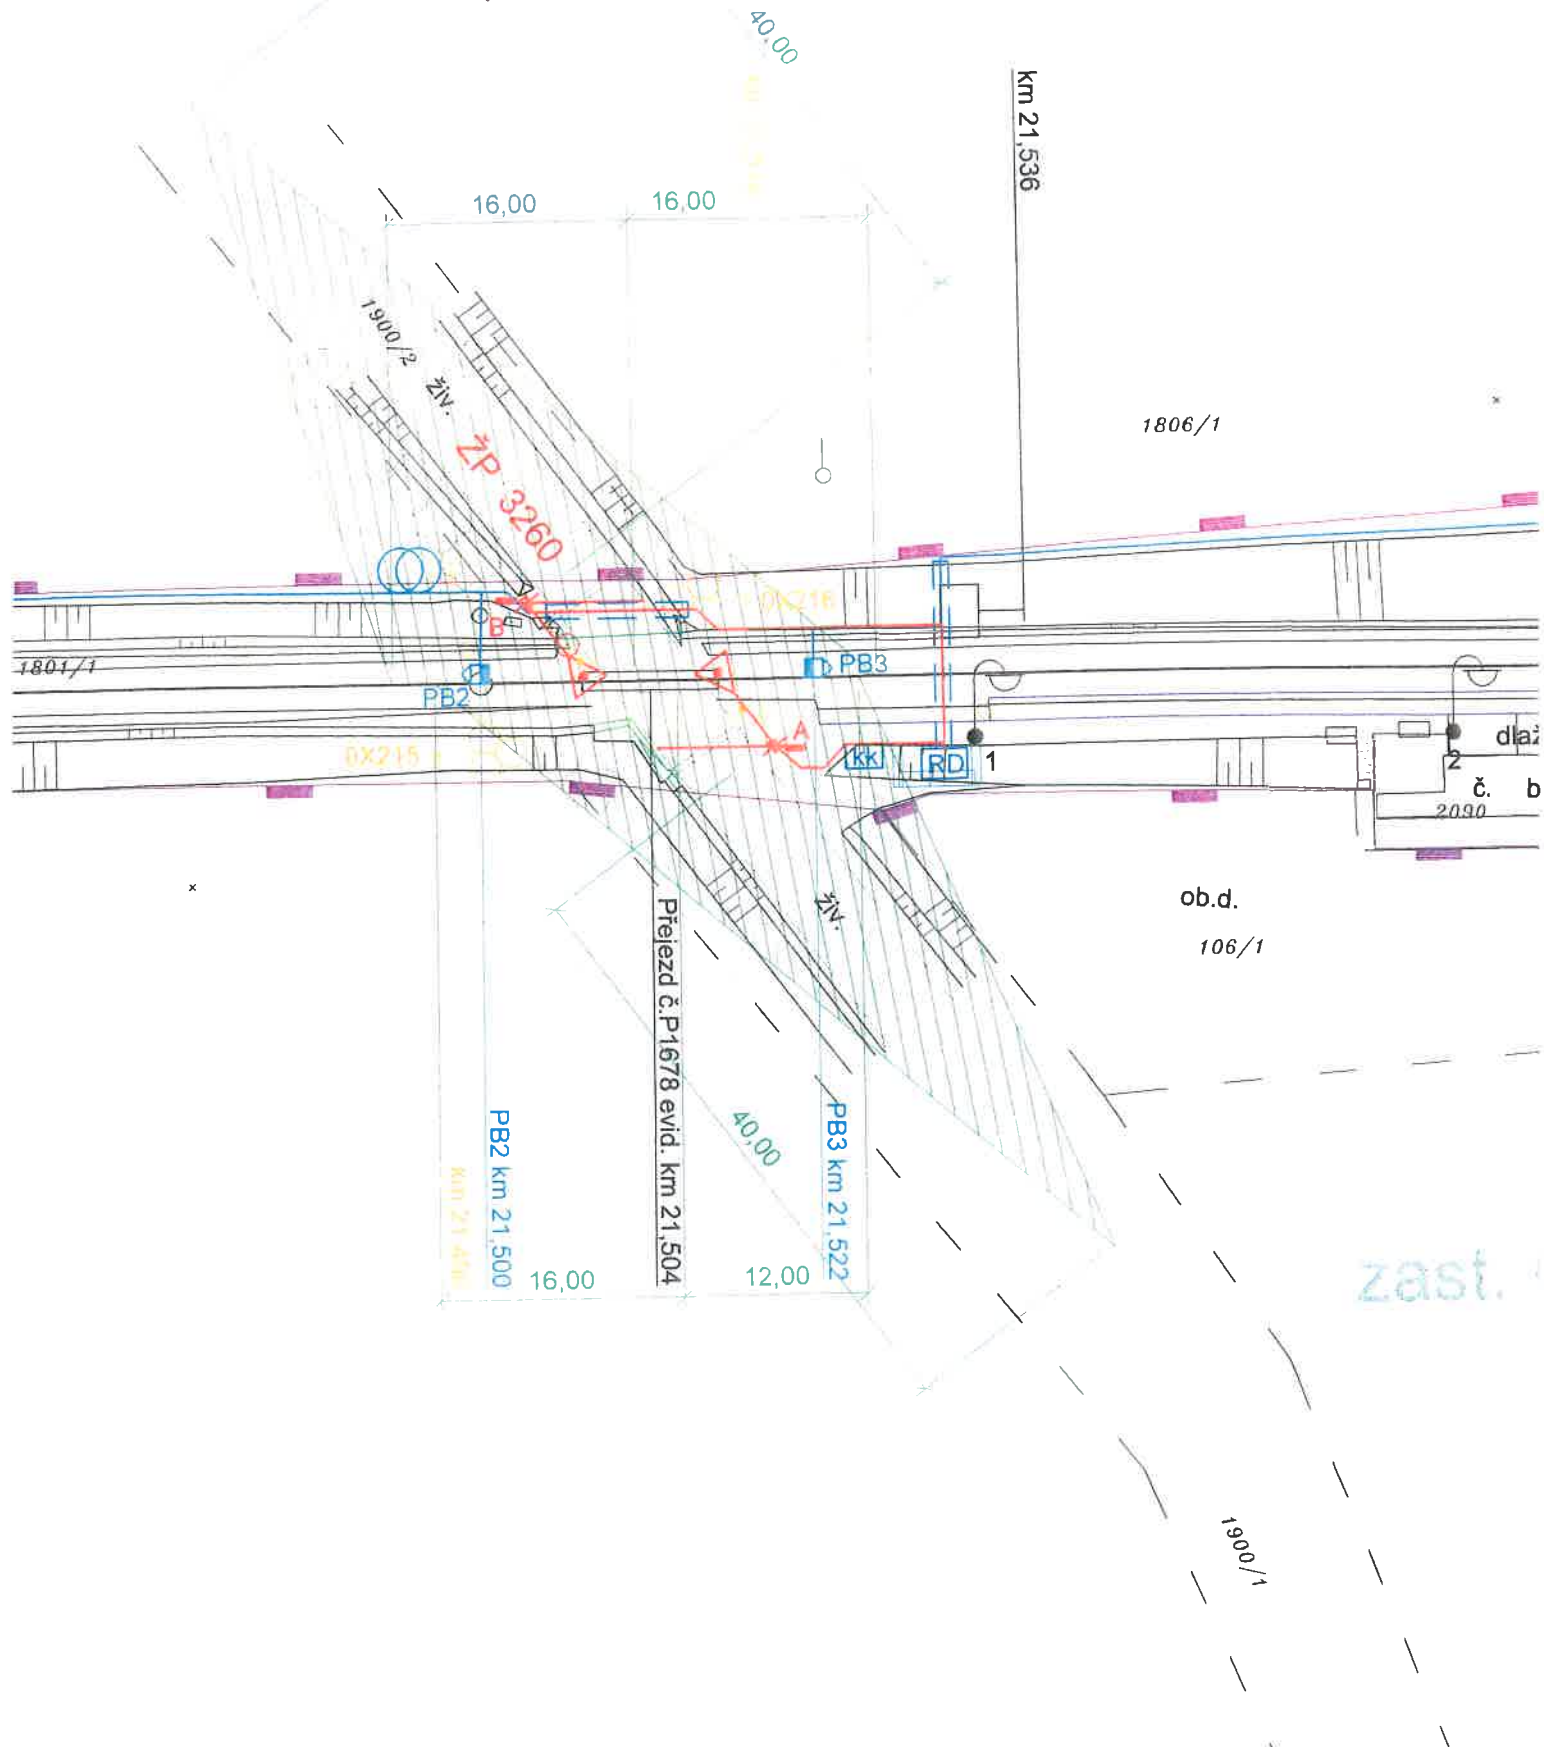 40,00
km 21,536
16,00
16,00
1900/2
živ.
ŽP 3260
1806/1
0X216
B
1801/1
PB2
PB3
A
0X215
kk
RD
1
2
dlaž
č. b
2090
živ.
ob.d.
106/1
Přejezd č.P1678 evid. km 21,504
PB2 km 21,500
40,00
PB3 km 21,522
16,00
12,00
zast.
1900/1